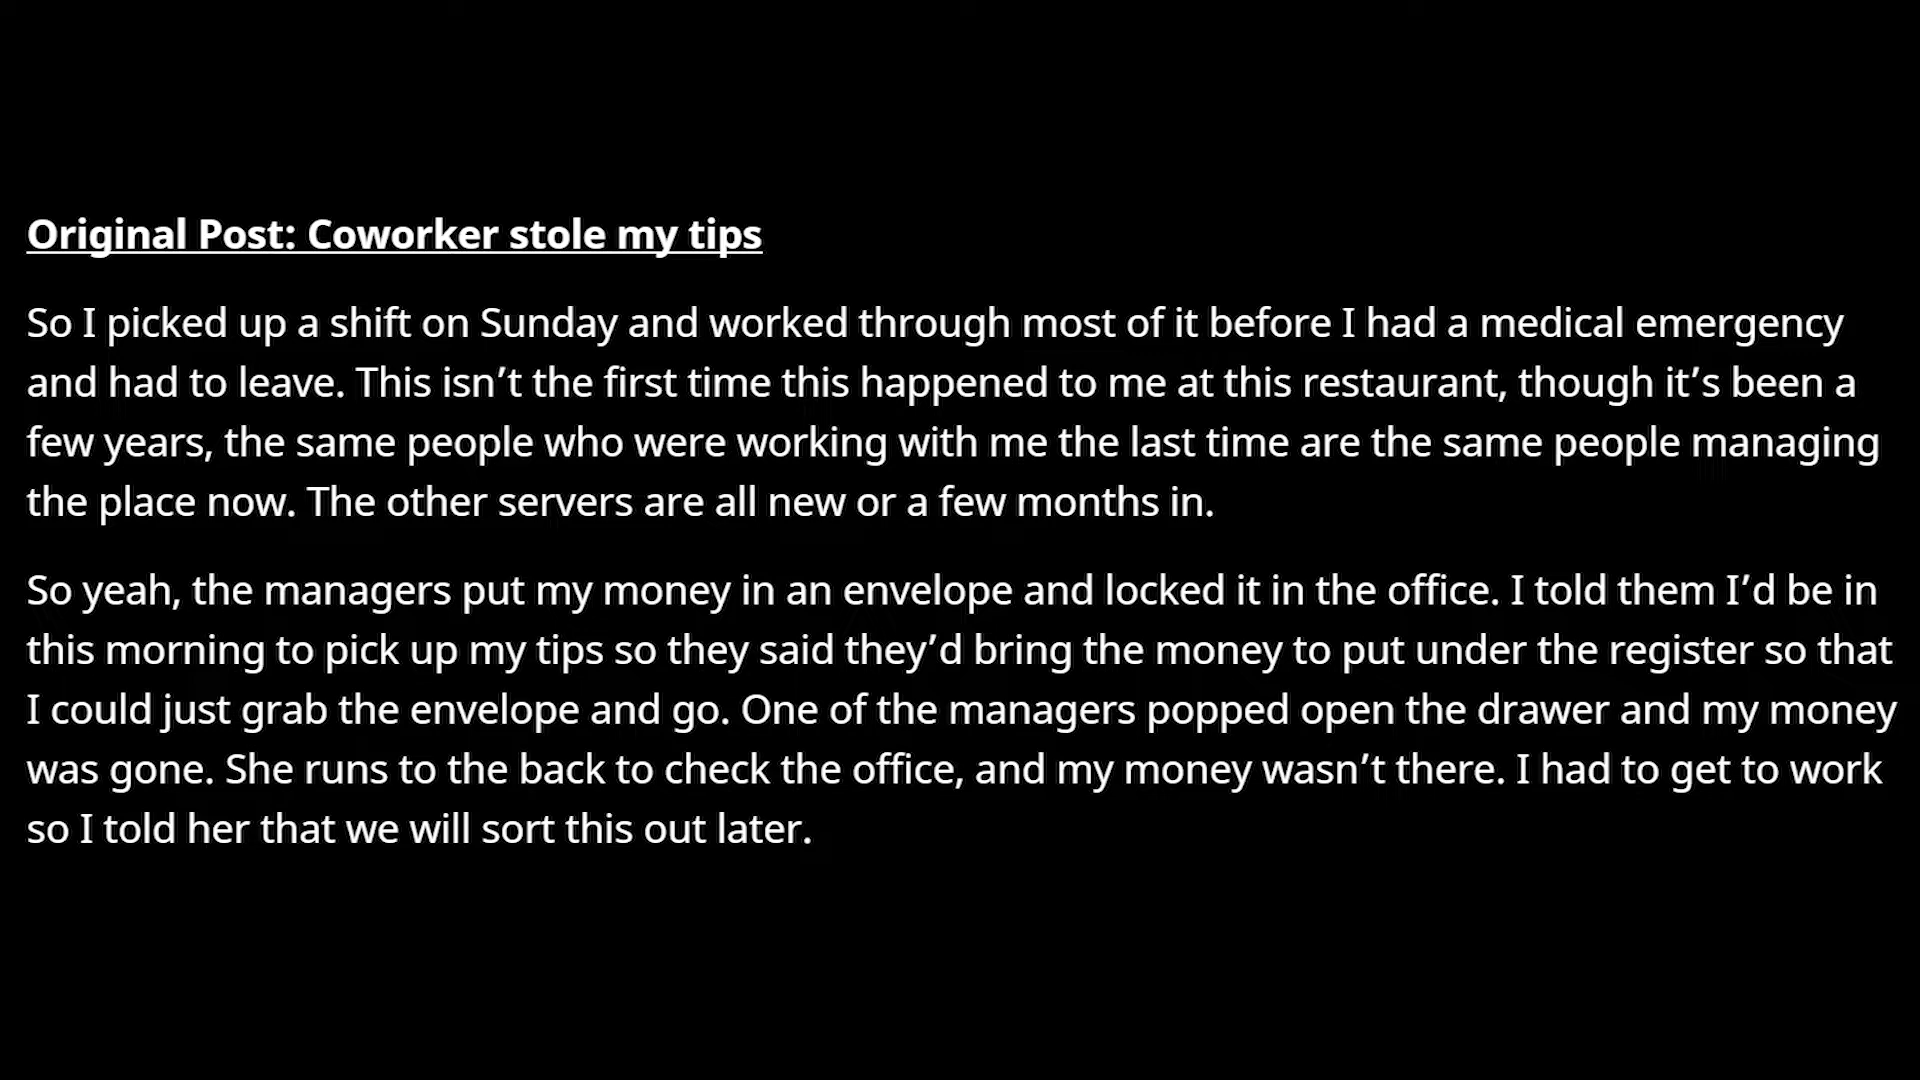 Original Post: Coworker stole my tips
So I picked up a shift on Sunday and worked through most of it before I had a medical emergency
and had to leave. This isn’t the first time this happened to me at this restaurant, though it’s been a
few years, the same people who were working with me the last time are the same people managing
the place now. The other servers are all new or a few months in.
So yeah, the managers put my money in an envelope and locked it in the office. I told them I’d be in
this morning to pick up my tips so they said they’d bring the money to put under the register so that
I could just grab the envelope and go. One of the managers popped open the drawer and my money
was gone. She runs to the back to check the office, and my money wasn’t there. I had to get to work
so I told her that we will sort this out later.